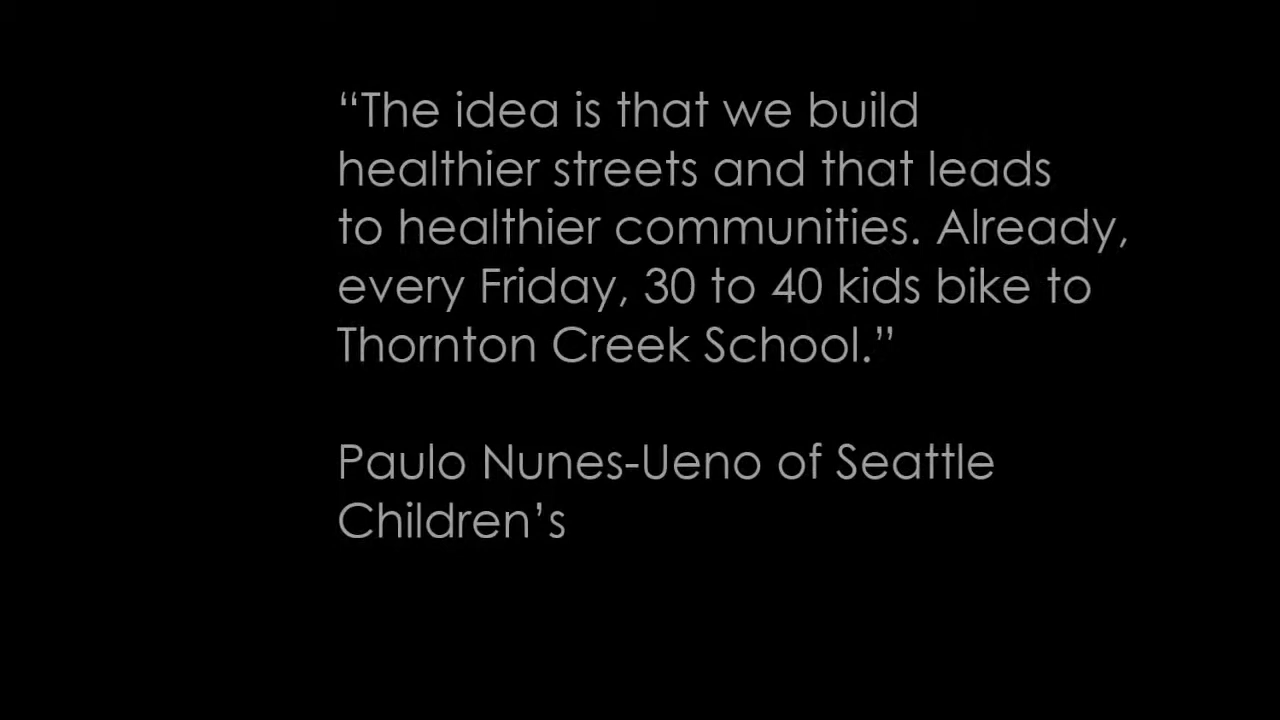 “The idea is that we build
healthier streets and that leads
to healthier communities. Already,
every Friday, 30 to 40 kids bike to
Thornton Creek School.”
Paulo Nunes-Ueno of Seattle
Children’s